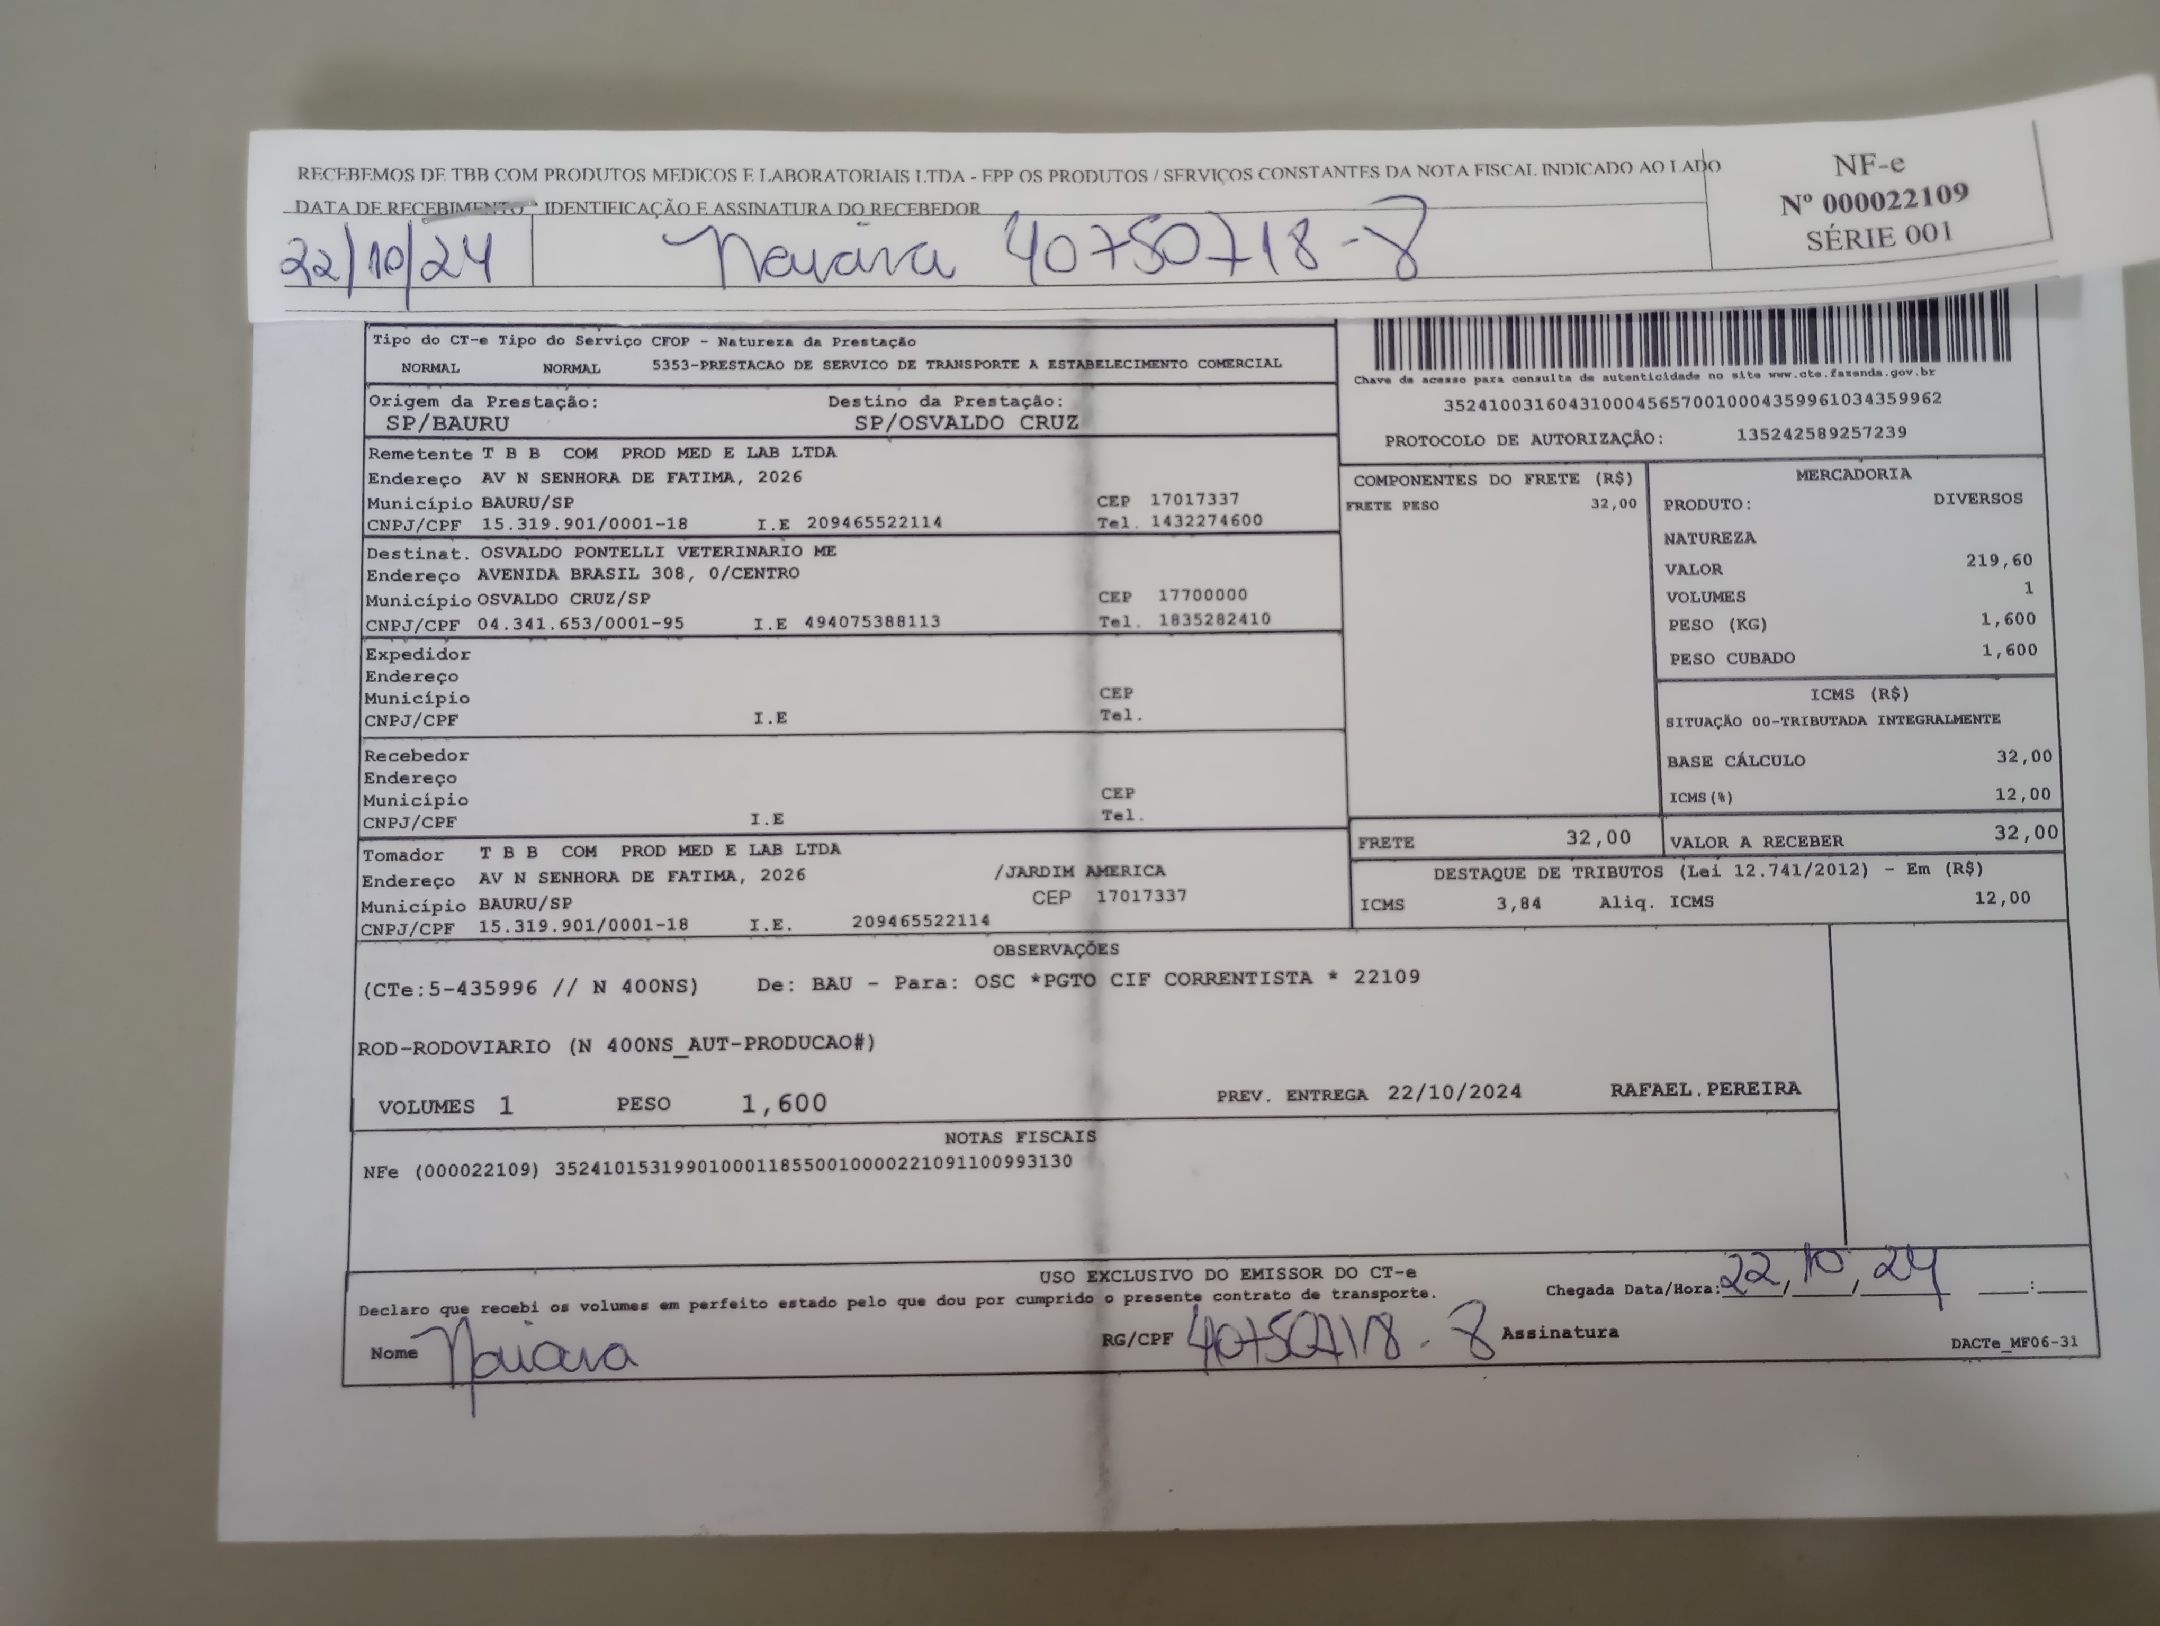 RECEBEMOS DE TBB COM PRODUTOS MEDICOS E LABORATORIAIS LTDA - EPP OS PRODUTOS / SERVIÇOS CONSTANTES DA NOTA FISCAL INDICADO AO LADO
NF-e
Nº 000022109
SÉRIE 001
DATA DE RECEBIMENTO IDENTIFICAÇÃO E ASSINATURA DO RECEBEDOR
22/10/24 Naiara 40750718-8
Tipo do CT-e Tipo do Serviço CFOP - Natureza da Prestação
NORMAL NORMAL 5353-PRESTACAO DE SERVICO DE TRANSPORTE A ESTABELECIMENTO COMERCIAL
Chave de acesso para consulta de autenticidade no site www.cte.fazenda.gov.br
35241003160431000456570010004359961034359962
PROTOCOLO DE AUTORIZAÇÃO: 135242589257239
Origem da Prestação: Destino da Prestação:
SP/BAURU SP/OSVALDO CRUZ
Remetente T B B COM PROD MED E LAB LTDA
Endereço AV N SENHORA DE FATIMA, 2026
Município BAURU/SP CEP 17017337
CNPJ/CPF 15.319.901/0001-18 I.E 209465522114 Tel. 1432274600
Destinat. OSVALDO PONTELLI VETERINARIO ME
Endereço AVENIDA BRASIL 308, 0/CENTRO
Município OSVALDO CRUZ/SP CEP 17700000
CNPJ/CPF 04.341.653/0001-95 I.E 494075388113 Tel. 1835282410
Expedidor
Endereço
Município CEP
CNPJ/CPF I.E Tel.
Recebedor
Endereço
Município CEP
CNPJ/CPF I.E Tel.
Tomador T B B COM PROD MED E LAB LTDA
Endereço AV N SENHORA DE FATIMA, 2026 /JARDIM AMERICA
Município BAURU/SP CEP 17017337
CNPJ/CPF 15.319.901/0001-18 I.E. 209465522114
COMPONENTES DO FRETE (R$)
FRETE PESO 32,00
MERCADORIA
PRODUTO: DIVERSOS
NATUREZA
VALOR 219,60
VOLUMES 1
PESO (KG) 1,600
PESO CUBADO 1,600
ICMS (R$)
SITUAÇÃO 00-TRIBUTADA INTEGRALMENTE
BASE CÁLCULO 32,00
ICMS(%) 12,00
FRETE 32,00 VALOR A RECEBER 32,00
DESTAQUE DE TRIBUTOS (Lei 12.741/2012) - Em (R$)
ICMS 3,84 Aliq. ICMS 12,00
OBSERVAÇÕES
(CTe:5-435996 // N 400NS) De: BAU - Para: OSC *PGTO CIF CORRENTISTA * 22109
ROD-RODOVIARIO (N 400NS_AUT-PRODUCAO#)
VOLUMES 1 PESO 1,600 PREV. ENTREGA 22/10/2024 RAFAEL.PEREIRA
NOTAS FISCAIS
NFe (000022109) 35241015319901000118550010000221091100993130
USO EXCLUSIVO DO EMISSOR DO CT-e
Declaro que recebi os volumes em perfeito estado pelo que dou por cumprido o presente contrato de transporte. Chegada Data/Hora: 22/10/24 __:__
Nome Naiara RG/CPF 40750718-8 Assinatura DACTe_MF06-31